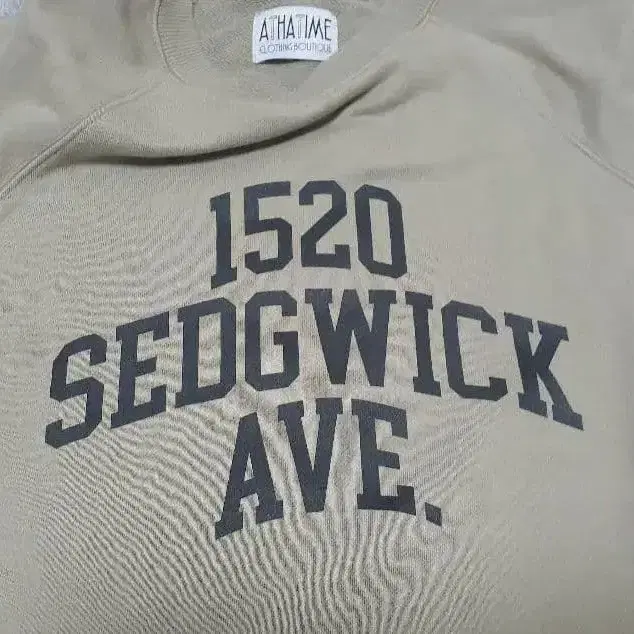 ATHATIME
CLOTHING BOUTIQUE
1520
SEDGWICK
AVE.